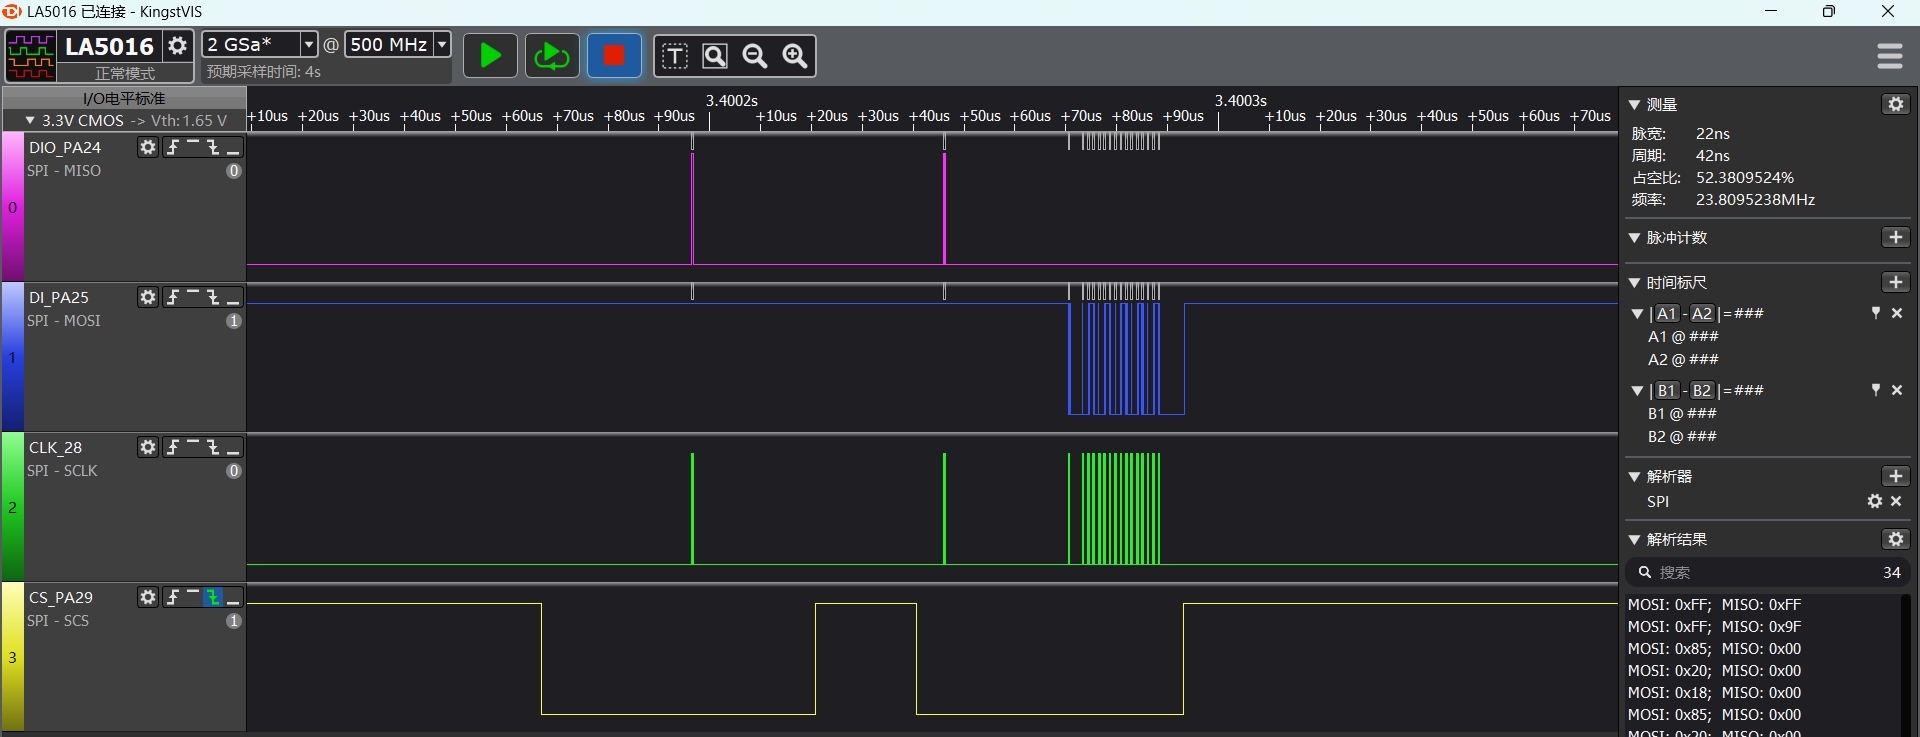 LA5016 已连接 - KingstVIS
LA5016
正常模式
2 GSa* @ 500 MHz
预期采样时间: 4s
T
I/O电平标准
3.3V CMOS -> Vth: 1.65 V
3.4002s 3.4003s
+10us +20us +30us +40us +50us +60us +70us +80us +90us +10us +20us +30us +40us +50us +60us +70us +80us +90us +10us +20us +30us +40us +50us +60us +70us
0
DIO_PA24
SPI - MISO 0
1
DI_PA25
SPI - MOSI 1
2
CLK_28
SPI - SCLK 0
3
CS_PA29
SPI - SCS 1
测量
脉宽: 22ns
周期: 42ns
占空比: 52.3809524%
频率: 23.8095238MHz
脉冲计数
时间标尺
|A1-A2|=###
A1@###
A2@###
|B1-B2|=###
B1@###
B2@###
解析器
SPI
解析结果
搜索 34
MOSI: 0xFF; MISO: 0xFF
MOSI: 0xFF; MISO: 0x9F
MOSI: 0x85; MISO: 0x00
MOSI: 0x20; MISO: 0x00
MOSI: 0x18; MISO: 0x00
MOSI: 0x85; MISO: 0x00
MOSI: 0x20; MISO: 0x00